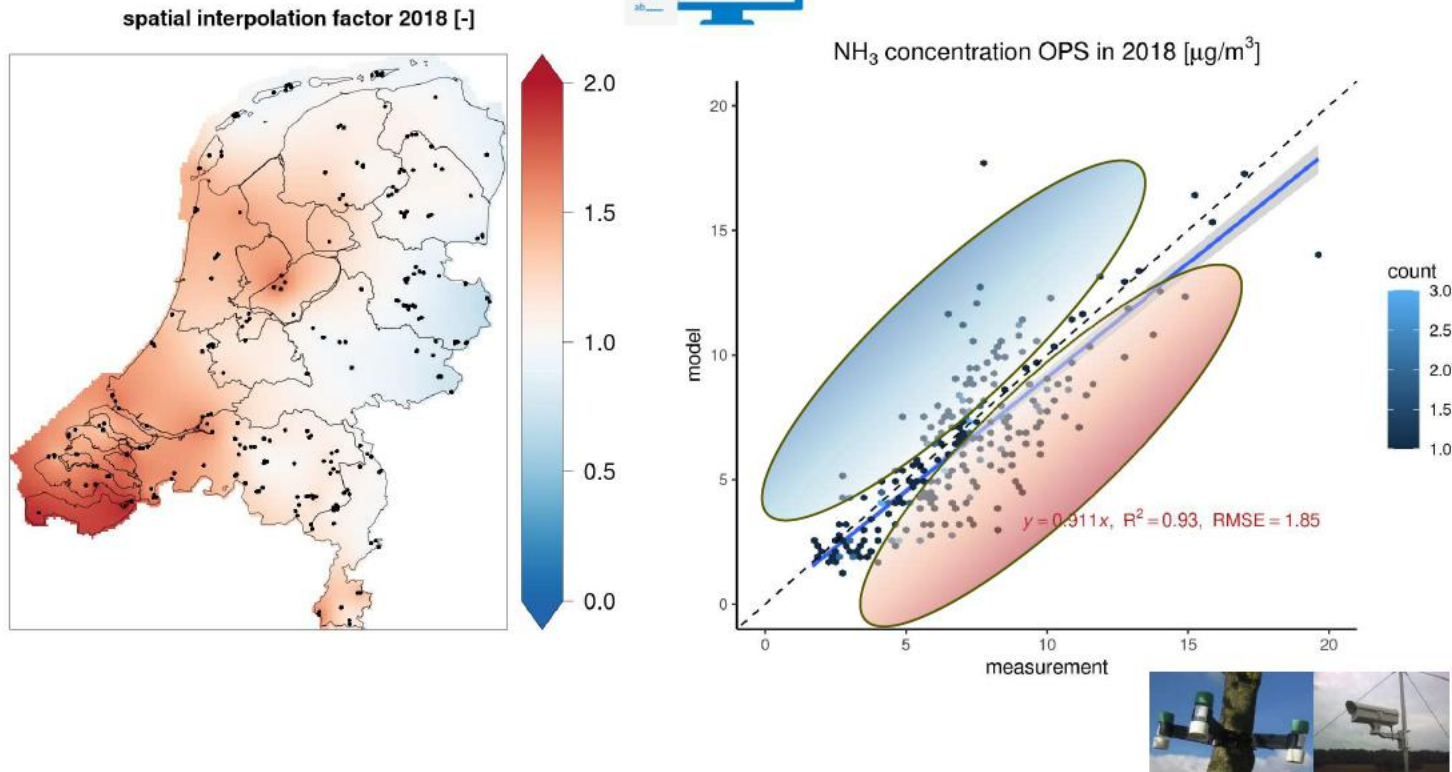 spatial interpolation factor 2018 [-]
2.0
1.5
1.0
0.5
0.0
ab
NH₃ concentration OPS in 2018 [μg/m³]
20
15
10
5
0
model
0 5 10 15 20
measurement
y = 0.911x, R² = 0.93, RMSE = 1.85
count
3.0
2.5
2.0
1.5
1.0